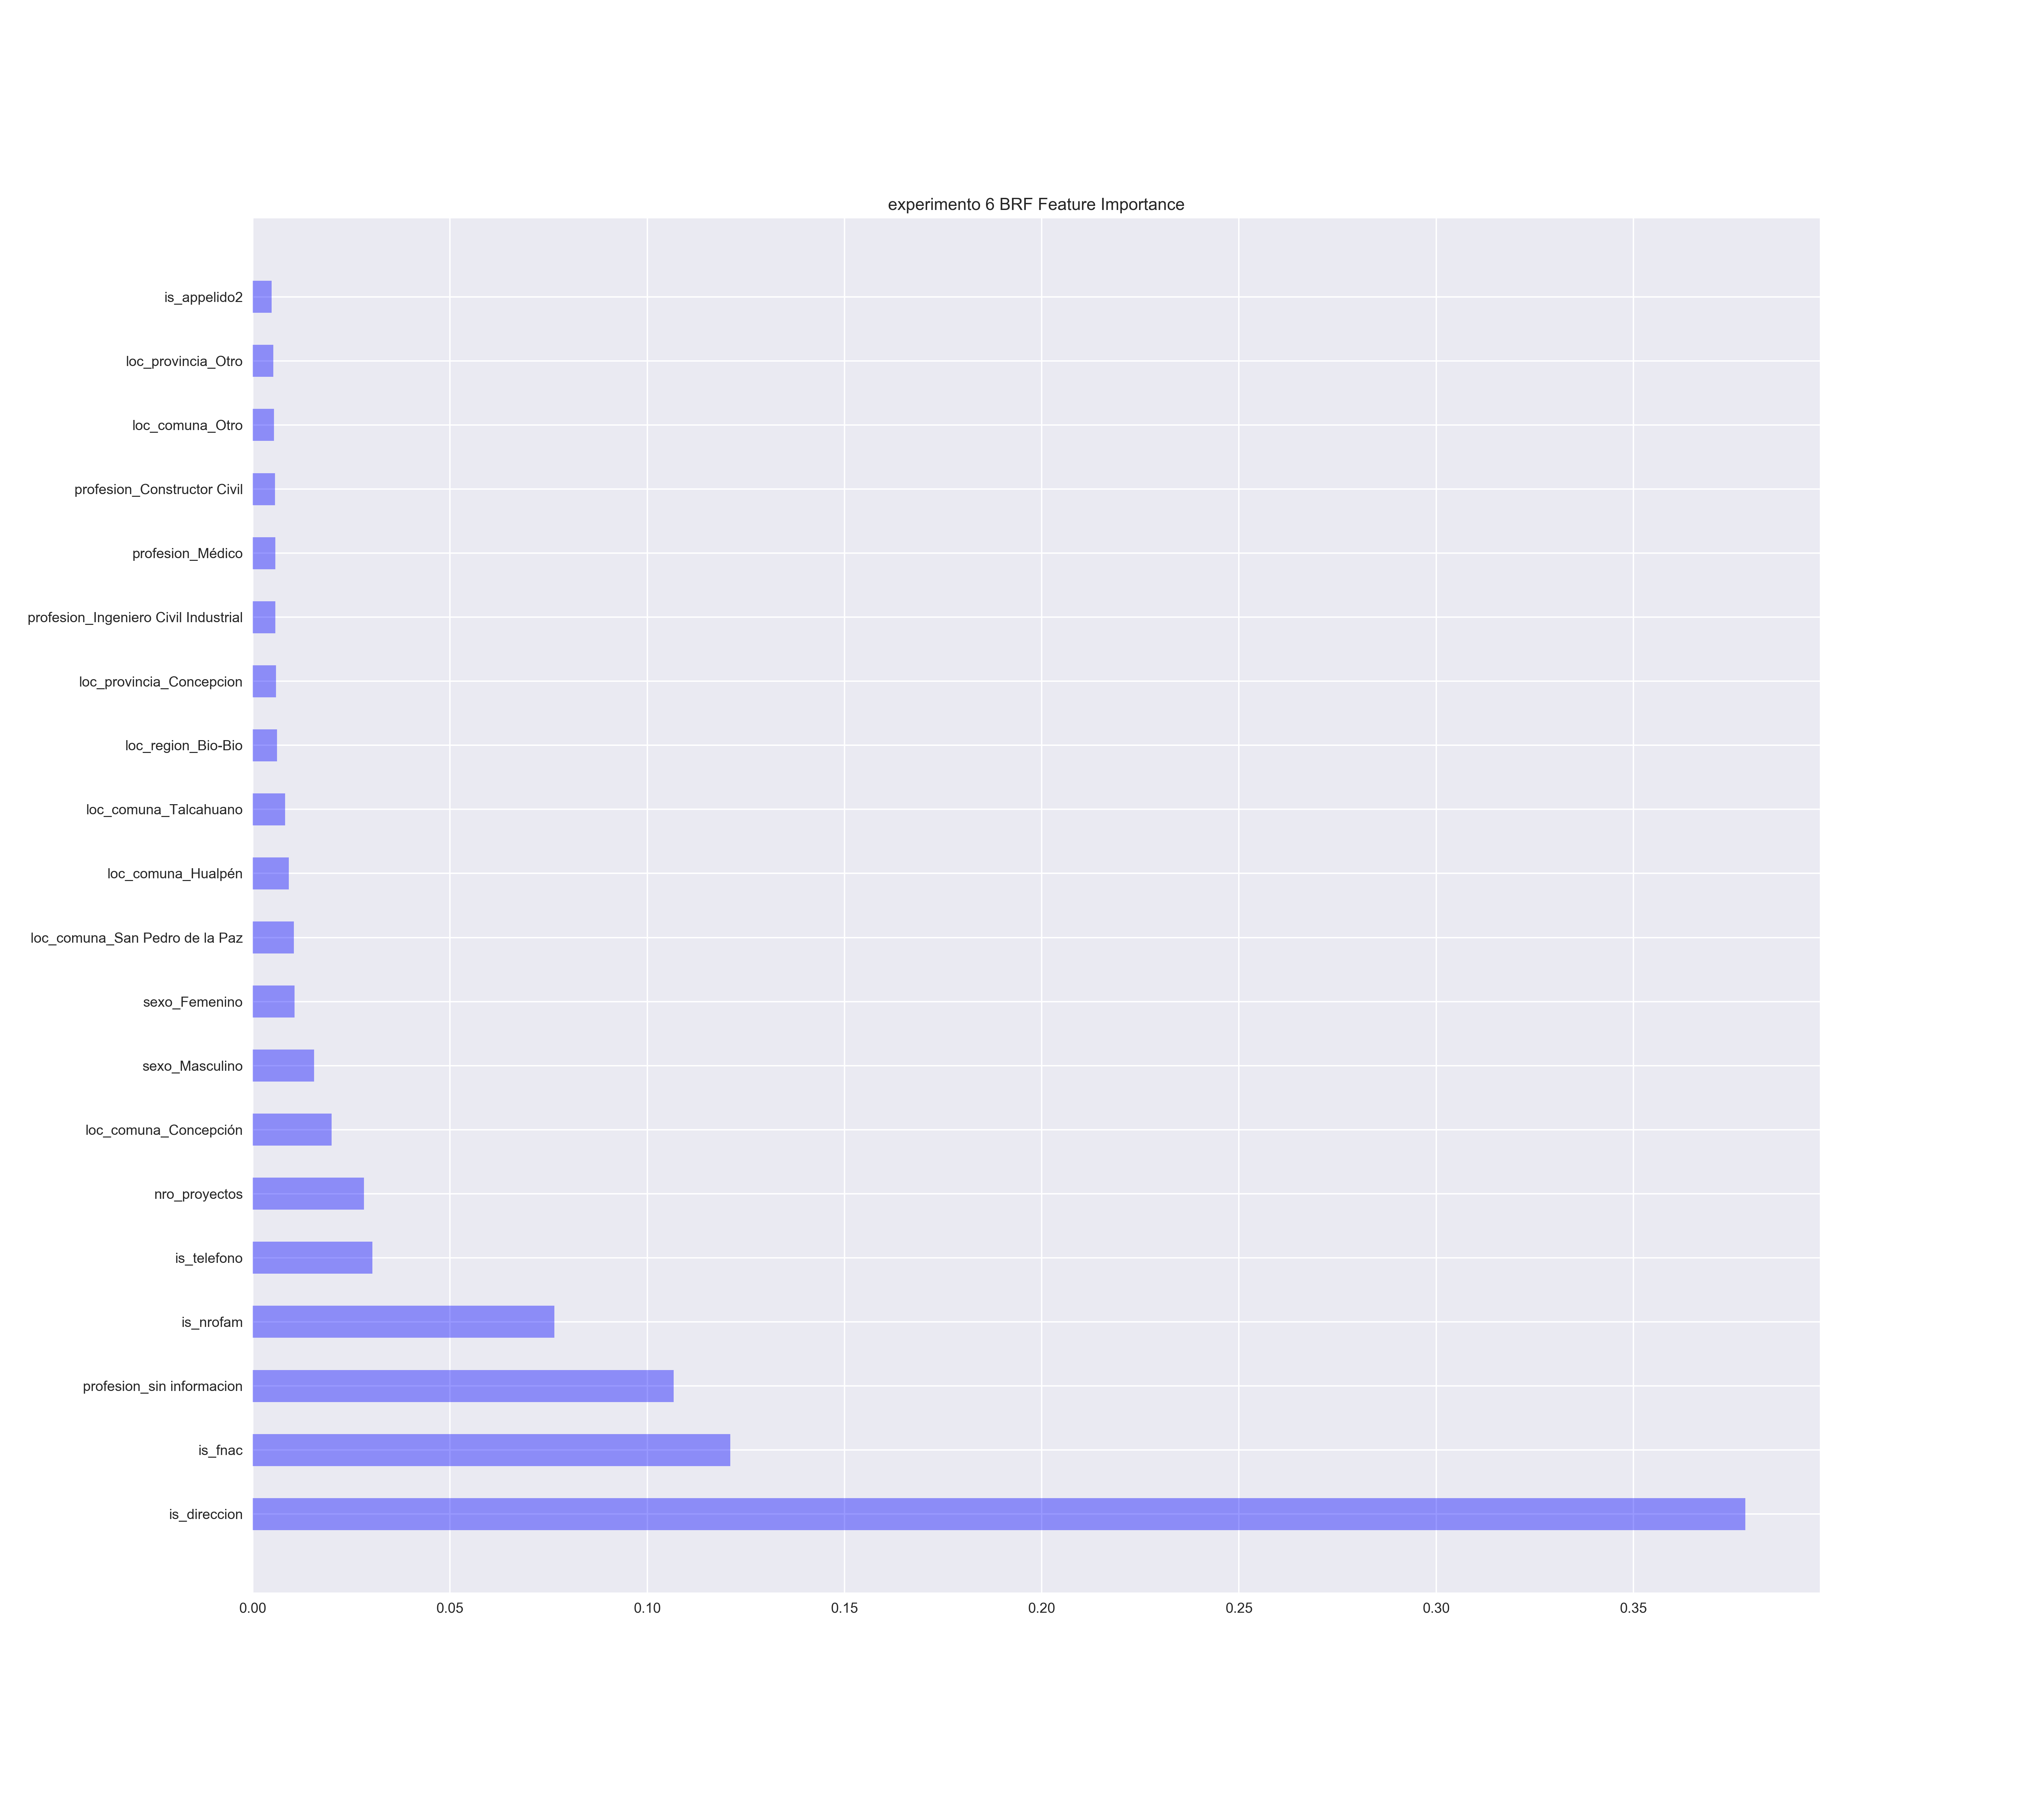 experimento 6 BRF Feature Importance
is_appelido2
loc_provincia_Otro
loc_comuna_Otro
profesion_Constructor Civil
profesion_Médico
profesion_Ingeniero Civil Industrial
loc_provincia_Concepcion
loc_region_Bio-Bio
loc_comuna_Talcahuano
loc_comuna_Hualpén
loc_comuna_San Pedro de la Paz
sexo_Femenino
sexo_Masculino
loc_comuna_Concepción
nro_proyectos
is_telefono
is_nrofam
profesion_sin informacion
is_fnac
is_direccion
0.00 0.05 0.10 0.15 0.20 0.25 0.30 0.35